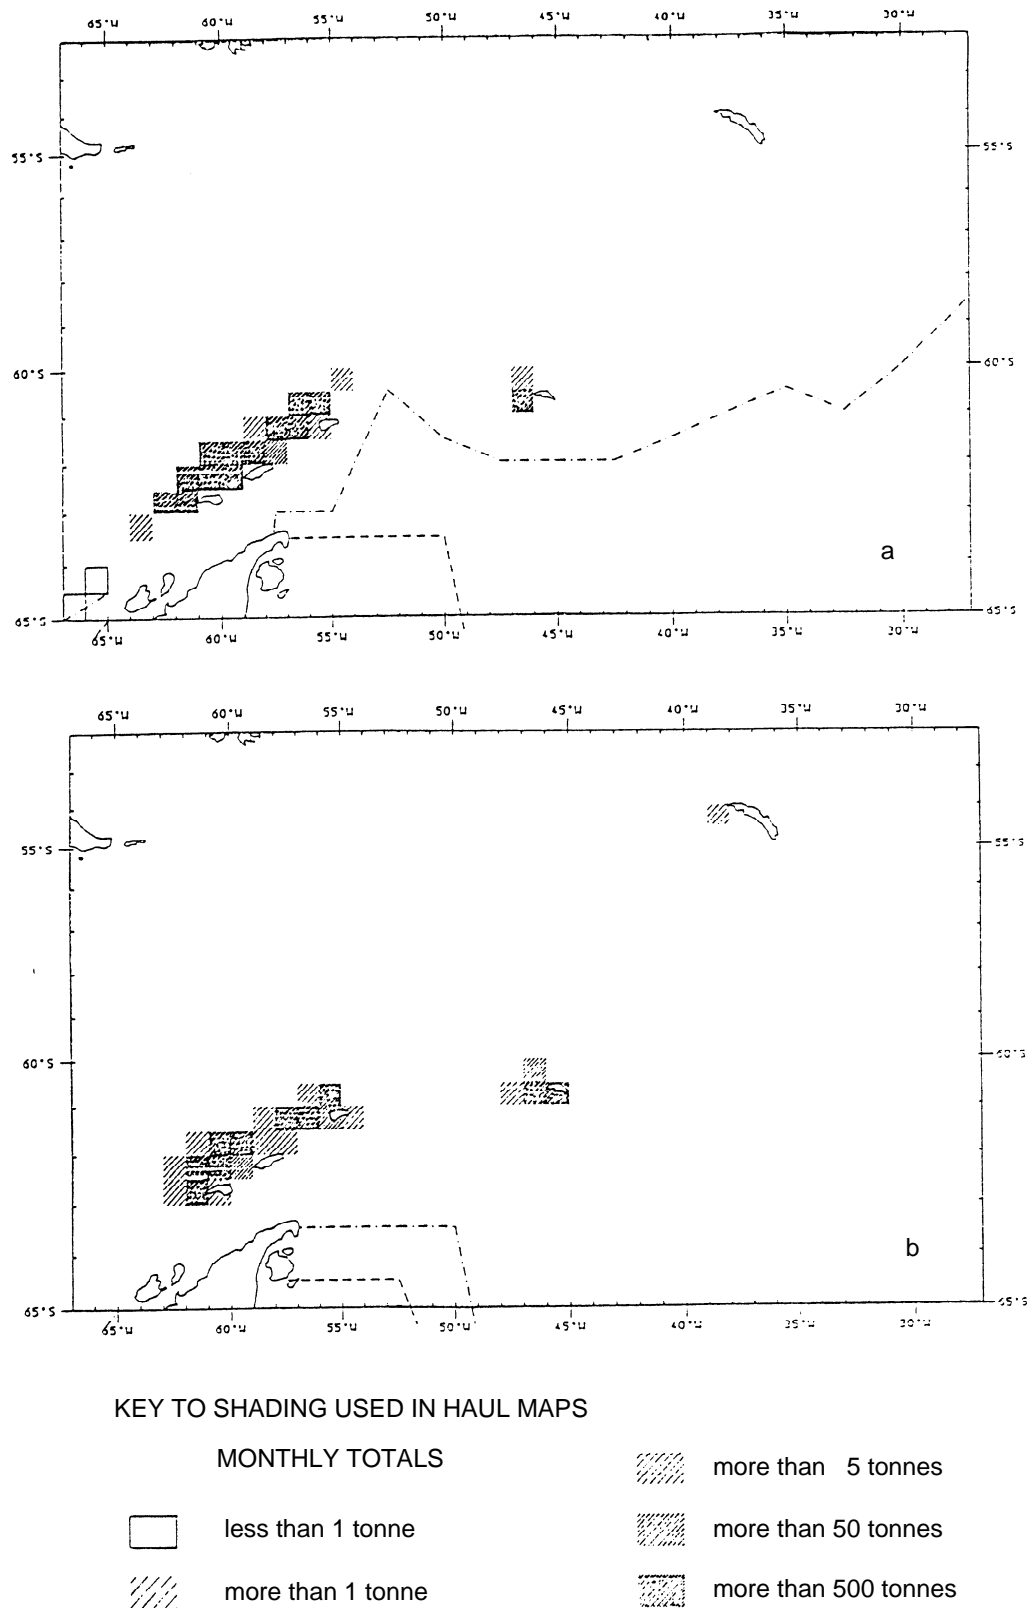 65°W 60°W 55°W 50°W 45°W 40°W 35°W 30°W
55°S 55°S
60°S 60°S
a
65°S 65°S
65°W 60°W 55°W 50°W 45°W 40°W 35°W 30°W
65°W 60°W 55°W 50°W 45°W 40°W 35°W 30°W
55°S 55°S
60°S 60°S
b
65°S 65°S
65°W 60°W 55°W 50°W 45°W 40°W 35°W 30°W
KEY TO SHADING USED IN HAUL MAPS
MONTHLY TOTALS
less than 1 tonne
more than 1 tonne
more than 5 tonnes
more than 50 tonnes
more than 500 tonnes